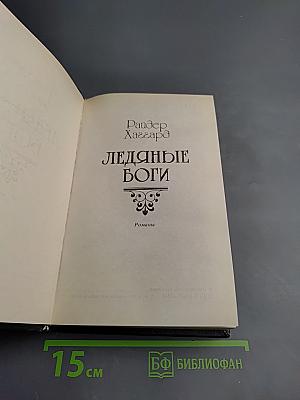 Райдер
Хаггард
ЛЕДЯНЫЕ
БОГИ
Романы
15 см
БФ БИБЛИОФАН